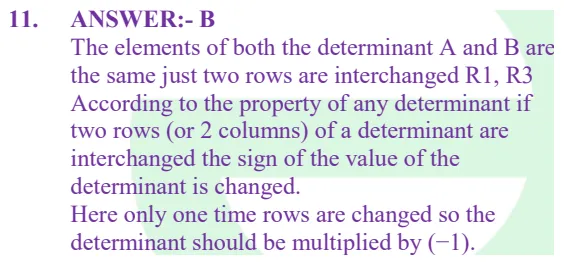 11. ANSWER:- B
The elements of both the determinant A and B are
the same just two rows are interchanged R1, R3
According to the property of any determinant if
two rows (or 2 columns) of a determinant are
interchanged the sign of the value of the
determinant is changed.
Here only one time rows are changed so the
determinant should be multiplied by (−1).